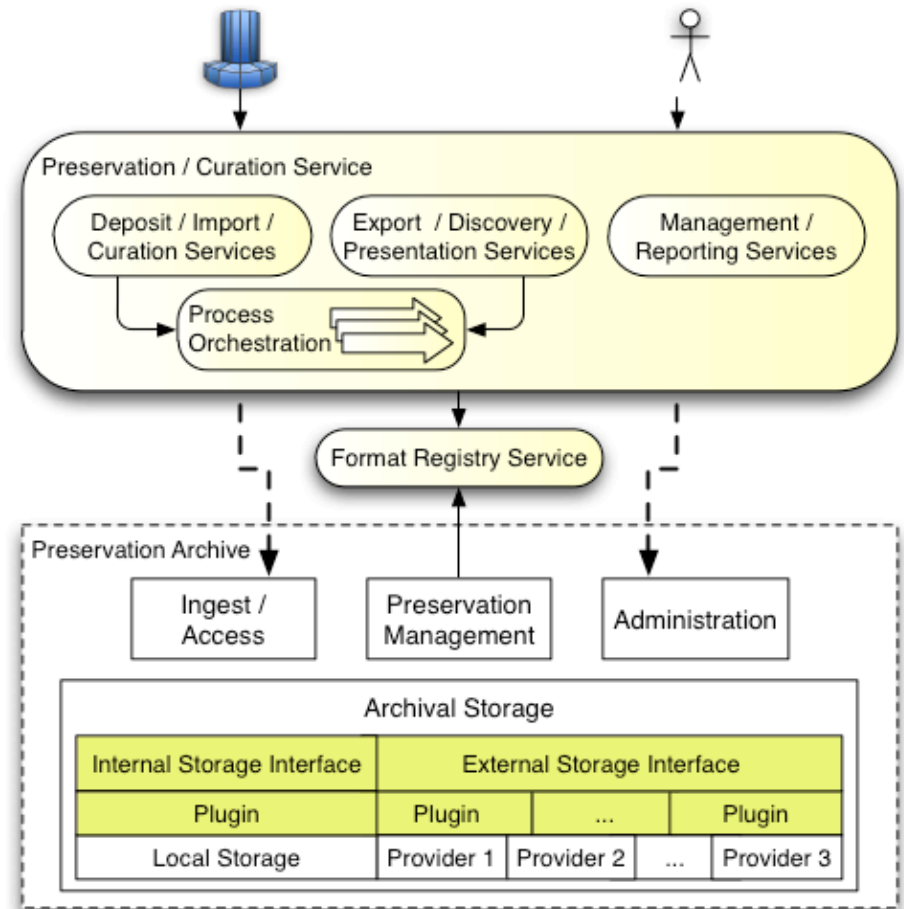 Preservation / Curation Service
Deposit / Import /
Curation Services
Export / Discovery /
Presentation Services
Management /
Reporting Services
Process
Orchestration
Format Registry Service
Preservation Archive
Ingest /
Access
Preservation
Management
Administration
Archival Storage
Internal Storage Interface
External Storage Interface
Plugin
Plugin
...
Plugin
Local Storage
Provider 1
Provider 2
...
Provider 3